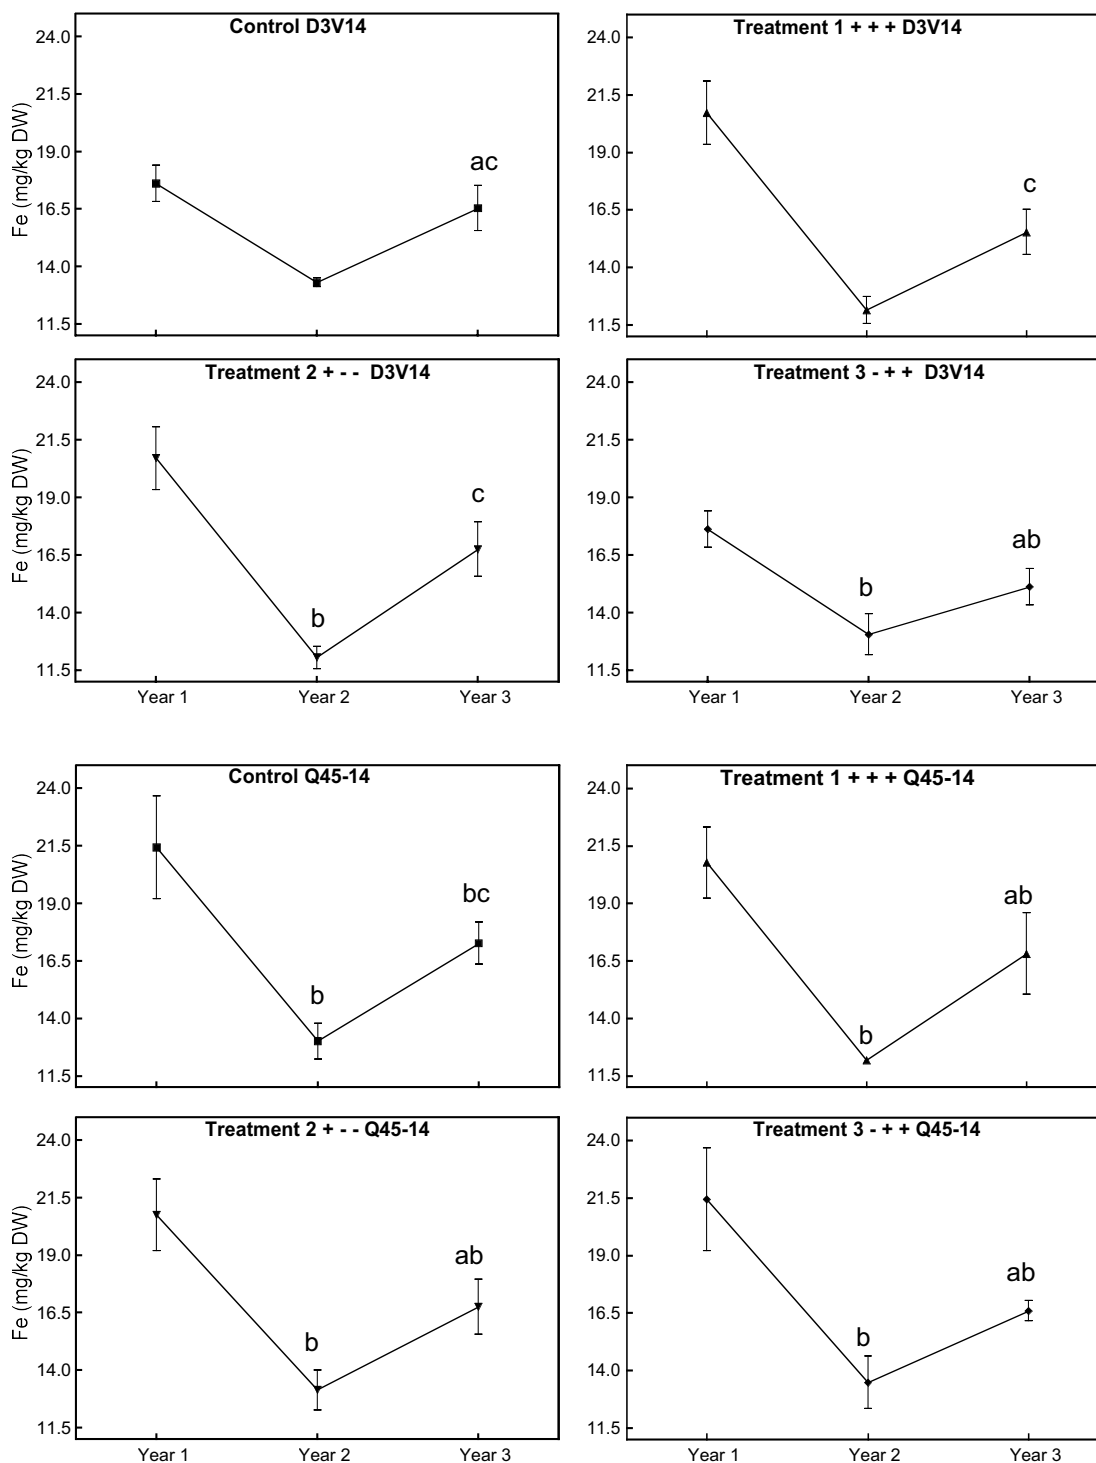 Control D3V14
Fe (mg/kg DW)
24.0
21.5
19.0
16.5
14.0
11.5
ac
Treatment 1 + + + D3V14
24.0
21.5
19.0
16.5
14.0
11.5
c
Treatment 2 + - - D3V14
Fe (mg/kg DW)
24.0
21.5
19.0
16.5
14.0
11.5
b
c
Year 1 Year 2 Year 3
Treatment 3 - + + D3V14
24.0
21.5
19.0
16.5
14.0
11.5
b
ab
Year 1 Year 2 Year 3
Control Q45-14
Fe (mg/kg DW)
24.0
21.5
19.0
16.5
14.0
11.5
b
bc
Treatment 1 + + + Q45-14
24.0
21.5
19.0
16.5
14.0
11.5
b
ab
Treatment 2 + - - Q45-14
Fe (mg/kg DW)
24.0
21.5
19.0
16.5
14.0
11.5
b
ab
Year 1 Year 2 Year 3
Treatment 3 - + + Q45-14
24.0
21.5
19.0
16.5
14.0
11.5
b
ab
Year 1 Year 2 Year 3